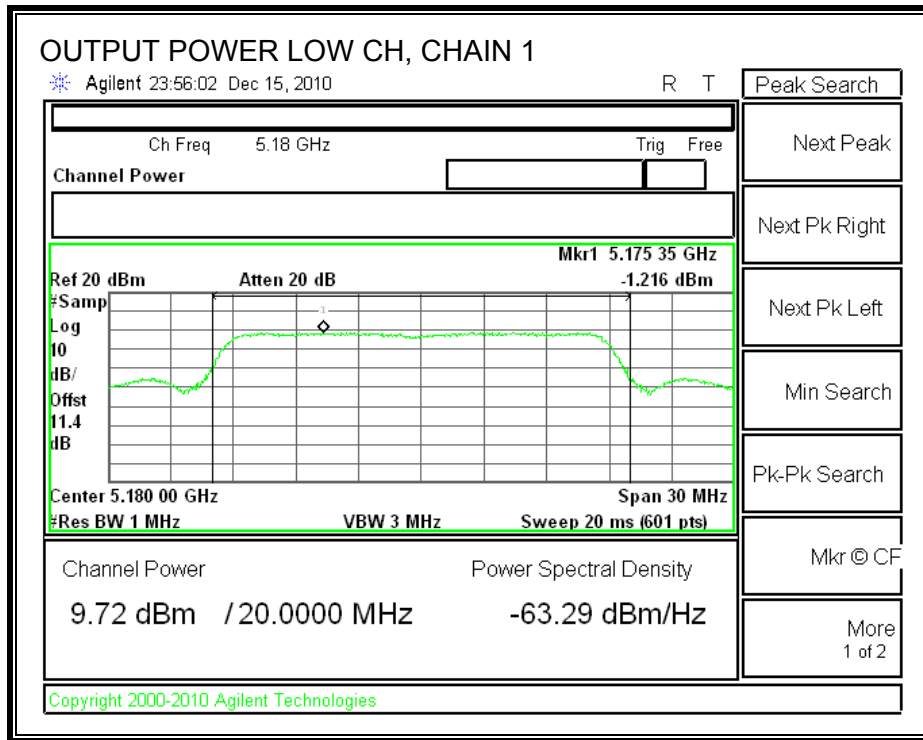 OUTPUT POWER LOW CH, CHAIN 1
Agilent 23:56:02 Dec 15, 2010 R T
Peak Search
Ch Freq 5.18 GHz Trig Free
Channel Power
Next Peak
Next Pk Right
Mkr1 5.175 35 GHz
Ref 20 dBm Atten 20 dB -1.216 dBm
#Samp
Log
10
dB/
Offst
11.4
dB
1
Next Pk Left
Min Search
Pk-Pk Search
Center 5.180 00 GHz Span 30 MHz
#Res BW 1 MHz VBW 3 MHz Sweep 20 ms (601 pts)
Channel Power Power Spectral Density
9.72 dBm / 20.0000 MHz -63.29 dBm/Hz
Mkr © CF
More
1 of 2
Copyright 2000-2010 Agilent Technologies